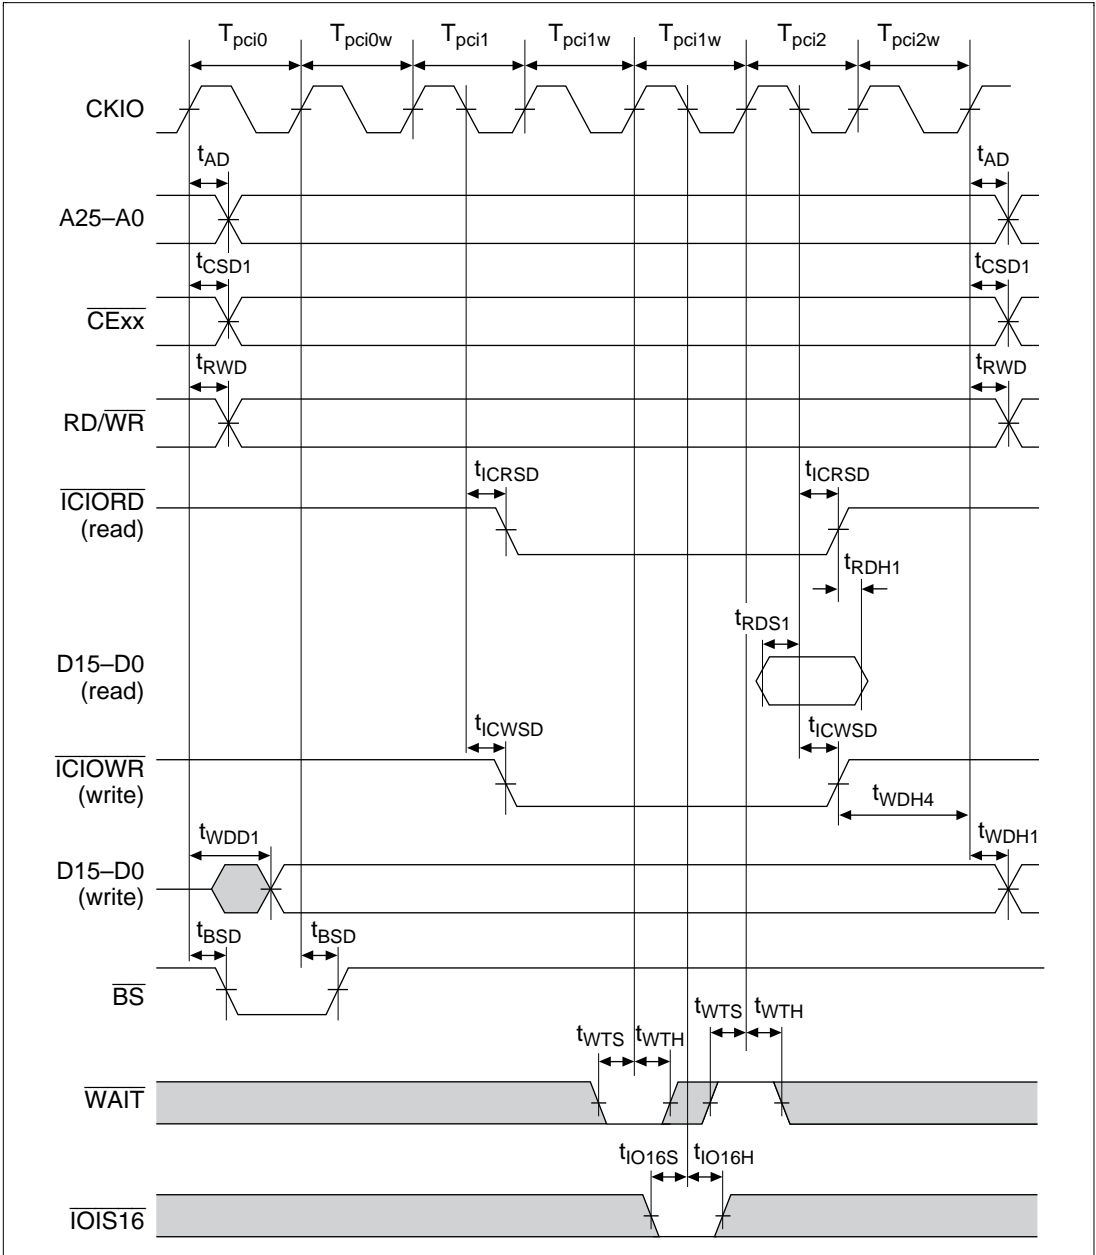 Tpci0 Tpci0w Tpci1 Tpci1w Tpci1w Tpci2 Tpci2w
CKIO
tAD tAD
A25–A0
tCSD1 tCSD1
CExx
tRWD tRWD
RD/WR
tICRSD tICRSD
ICIORD
(read)
tRDH1
tRDS1
D15–D0
(read)
tICWSD tICWSD
ICIOWR
(write)
tWDH4
tWDD1 tWDH1
D15–D0
(write)
tBSD tBSD
BS
tWTS tWTH
tWTS tWTH
WAIT
tIO16S tIO16H
IOIS16